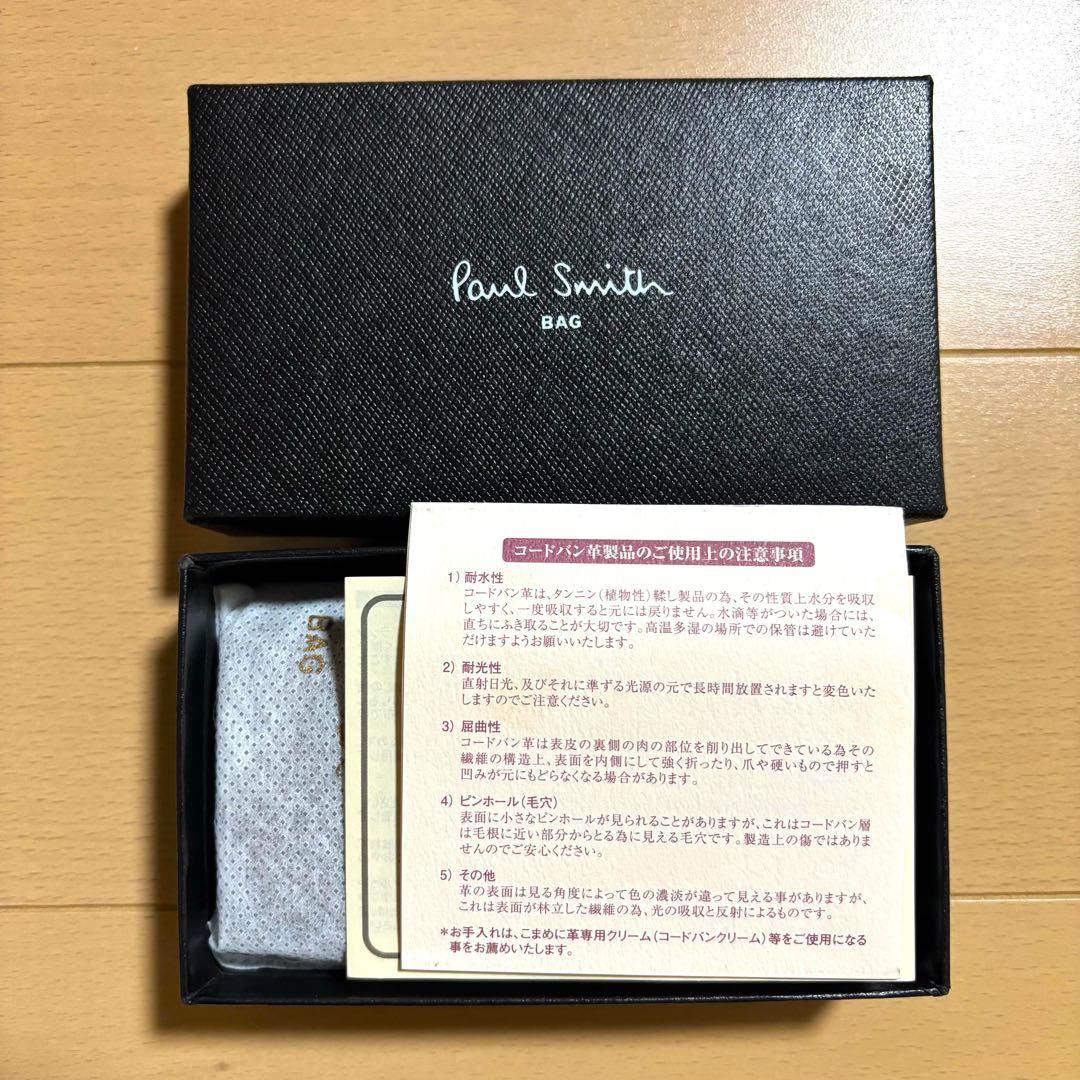 Paul Smith
BAG
BAG
コードバン革製品のご使用上の注意事項
1) 耐水性
コードバン革は、タンニン(植物性)鞣し製品の為、その性質上水分を吸収
しやすく、一度吸収すると元には戻りません。水滴等がついた場合には、
直ちにふき取ることが大切です。高温多湿の場所での保管は避けていた
だけますようお願いいたします。
2) 耐光性
直射日光、及びそれに準ずる光源の元で長時間放置されますと変色いた
しますのでご注意ください。
3) 屈曲性
コードバン革は表皮の裏側の肉の部位を削り出してできている為その
繊維の構造上、表面を内側にして強く折ったり、爪や硬いもので押すと
凹みが元にもどらなくなる場合があります。
4) ピンホール(毛穴)
表面に小さなピンホールが見られることがありますが、これはコードバン層
は毛根に近い部分からとる為に見える毛穴です。製造上の傷ではありま
せんのでご安心ください。
5) その他
革の表面は見る角度によって色の濃淡が違って見える事がありますが、
これは表面が林立した繊維の為、光の吸収と反射によるものです。
*お手入れは、こまめに革専用クリーム(コードバンクリーム)等をご使用になる
事をお薦めいたします。